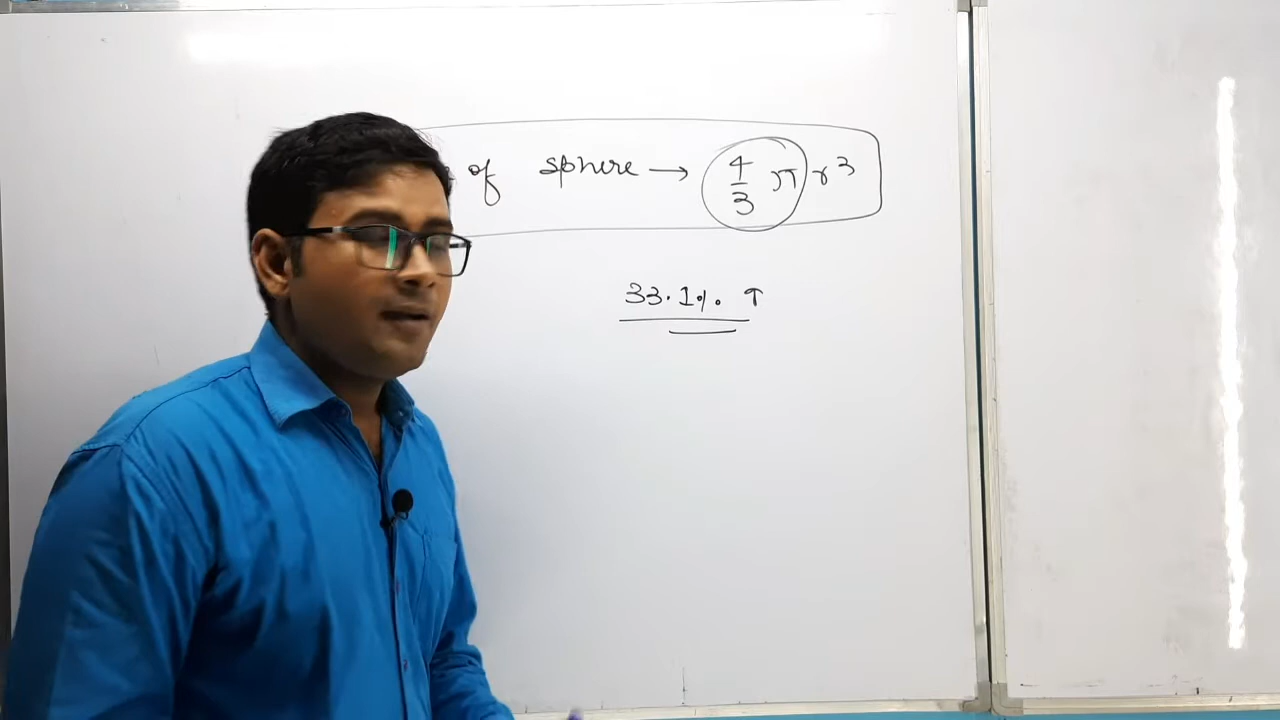 of sphere → 4/3 π r³
33.1% ↑